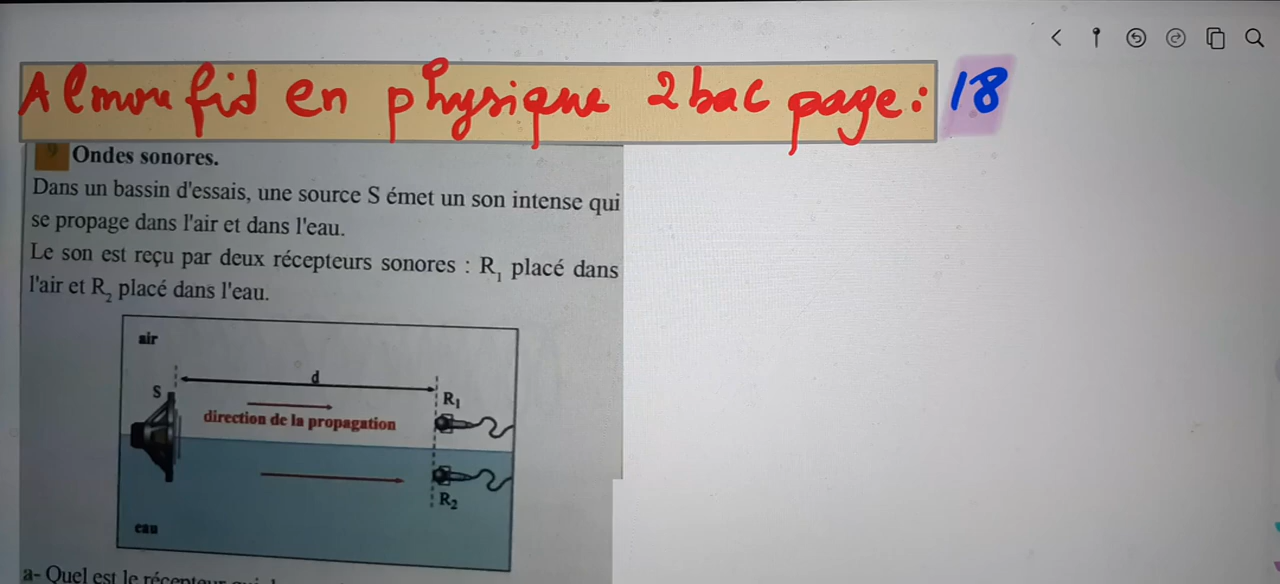 Almoufid en physique 2bac page: 18
9 Ondes sonores.
Dans un bassin d'essais, une source S émet un son intense qui
se propage dans l'air et dans l'eau.
Le son est reçu par deux récepteurs sonores : R₁ placé dans
l'air et R₂ placé dans l'eau.
air
d
S
R₁
direction de la propagation
R₂
eau
a- Quel est le récepteur